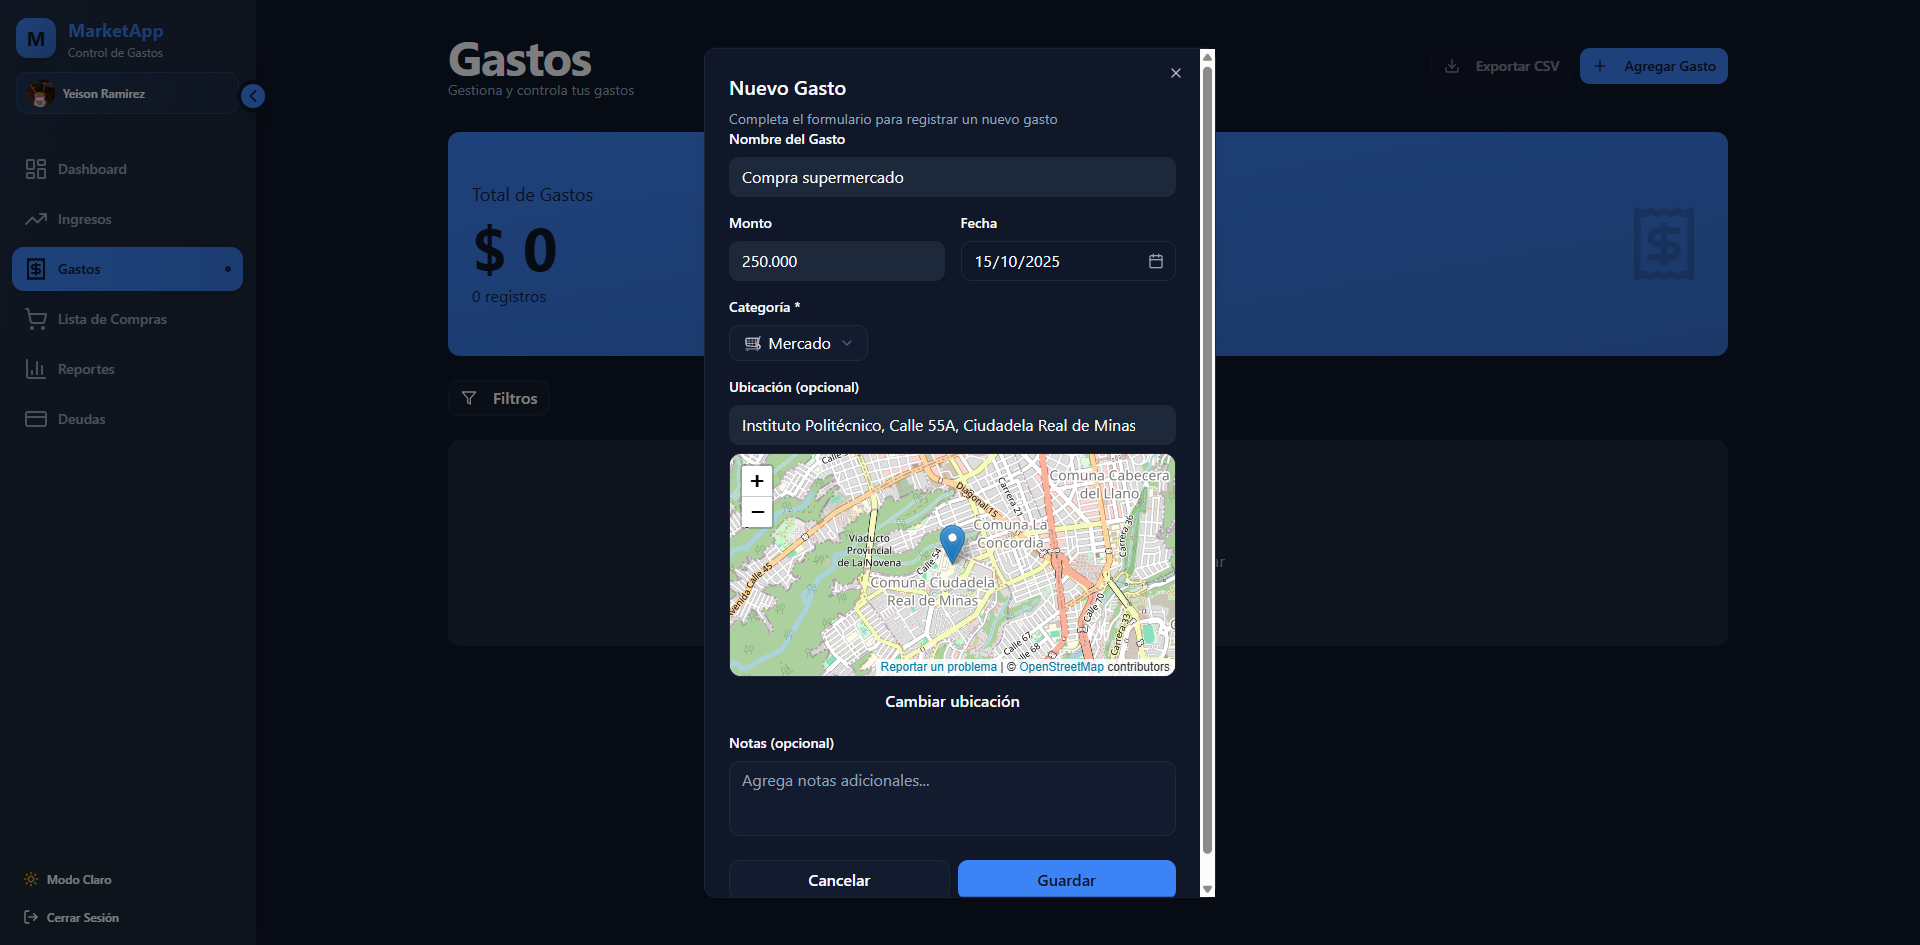 M
MarketApp
Control de Gastos
Yeison Ramirez
Dashboard
Ingresos
Gastos
Lista de Compras
Reportes
Deudas
Modo Claro
Cerrar Sesión
Gastos
Gestiona y controla tus gastos
Exportar CSV
+ Agregar Gasto
Total de Gastos
$ 0
0 registros
Filtros
Nuevo Gasto
Completa el formulario para registrar un nuevo gasto
Nombre del Gasto
Compra supermercado
Monto
Fecha
250.000
15/10/2025
Categoría *
Mercado
Ubicación (opcional)
Instituto Politécnico, Calle 55A, Ciudadela Real de Minas
+
−
Diagonal 15
Carrera 21
Comuna Cabecera
del Llano
Carrera 36
Comuna La
Concordia
Viaducto
Provincial
de LaNovena
Calle 54
Avenida Calle 45
Comuna Ciudadela
Real de Minas
Calle 70
Carrera 33
Calle 67
Calle 68
Reportar un problema | © OpenStreetMap contributors
Cambiar ubicación
Notas (opcional)
Agrega notas adicionales...
Cancelar
Guardar